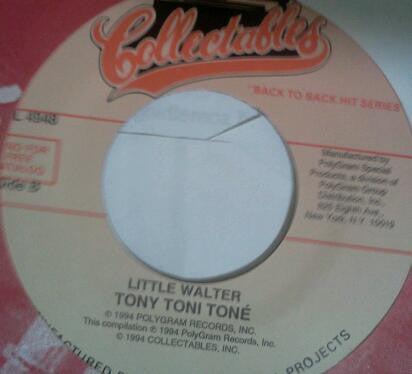 Collectables
"BACK TO BACK HIT SERIES"
Manufactured by
PolyGram Special
Products, a division of
PolyGram Group
Distribution, Inc.,
825 Eighth Ave.,
New York, N.Y. 10019
LITTLE WALTER
TONY TONI TONÉ
© 1994 POLYGRAM RECORDS, INC.
This compilation ℗ 1994 PolyGram Records, Inc.
© 1994 COLLECTABLES, INC.
PROJECTS